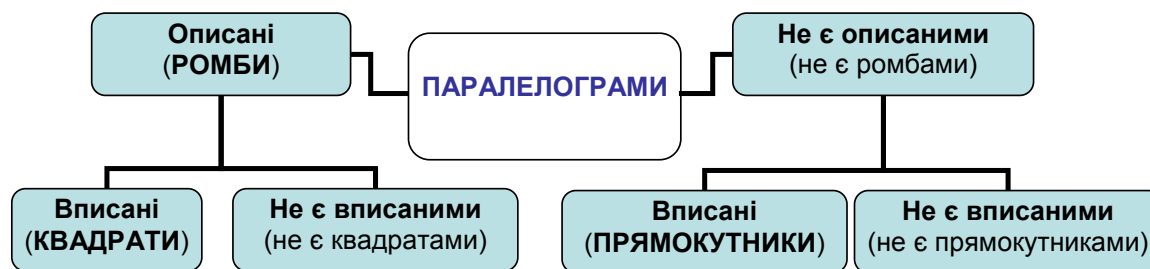 Описані
(РОМБИ)
ПАРАЛЕЛОГРАМИ
Не є описаними
(не є ромбами)
Вписані
(КВАДРАТИ)
Не є вписаними
(не є квадратами)
Вписані
(ПРЯМОКУТНИКИ)
Не є вписаними
(не є прямокутниками)